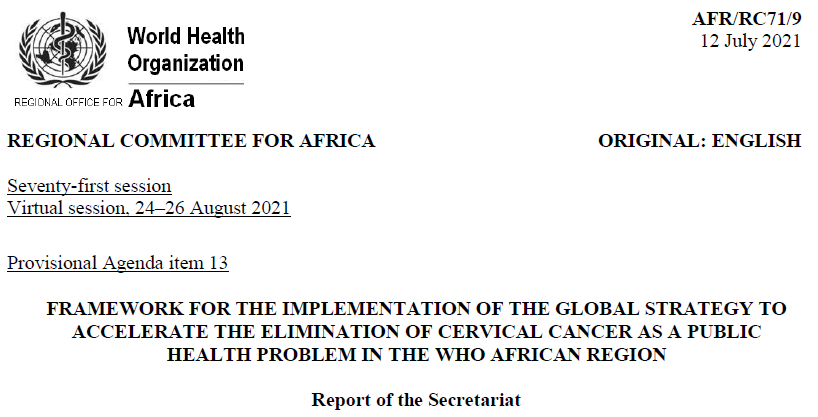 AFR/RC71/9
12 July 2021
World Health
Organization
REGIONAL OFFICE FOR Africa
REGIONAL COMMITTEE FOR AFRICA
ORIGINAL: ENGLISH
Seventy-first session
Virtual session, 24–26 August 2021
Provisional Agenda item 13
FRAMEWORK FOR THE IMPLEMENTATION OF THE GLOBAL STRATEGY TO
ACCELERATE THE ELIMINATION OF CERVICAL CANCER AS A PUBLIC
HEALTH PROBLEM IN THE WHO AFRICAN REGION
Report of the Secretariat